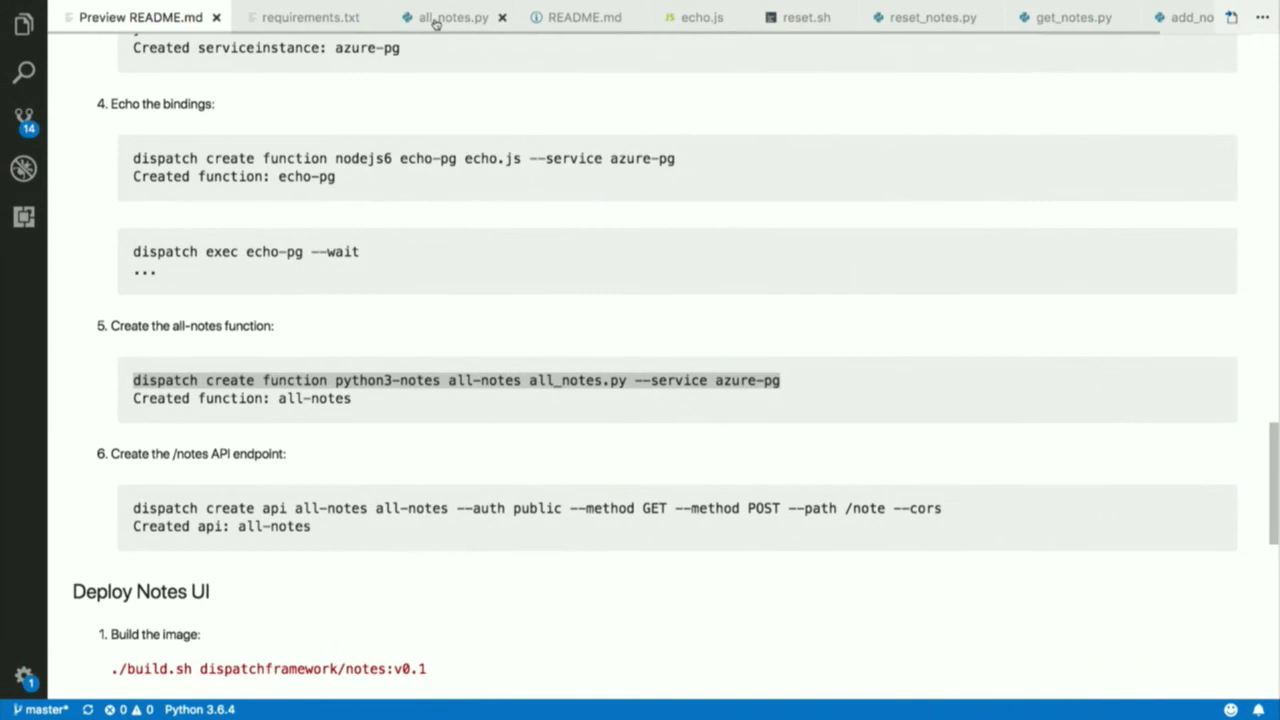 Preview README.md
requirements.txt
all_notes.py
README.md
echo.js
reset.sh
reset_notes.py
get_notes.py
add_no
Created serviceinstance: azure-pg
4. Echo the bindings:
dispatch create function nodejs6 echo-pg echo.js --service azure-pg
Created function: echo-pg
dispatch exec echo-pg --wait
...
5. Create the all-notes function:
dispatch create function python3-notes all-notes all_notes.py --service azure-pg
Created function: all-notes
6. Create the /notes API endpoint:
dispatch create api all-notes all-notes --auth public --method GET --method POST --path /note --cors
Created api: all-notes
Deploy Notes UI
1. Build the image:
./build.sh dispatchframework/notes:v0.1
14
1
master* 0 0 Python 3.6.4